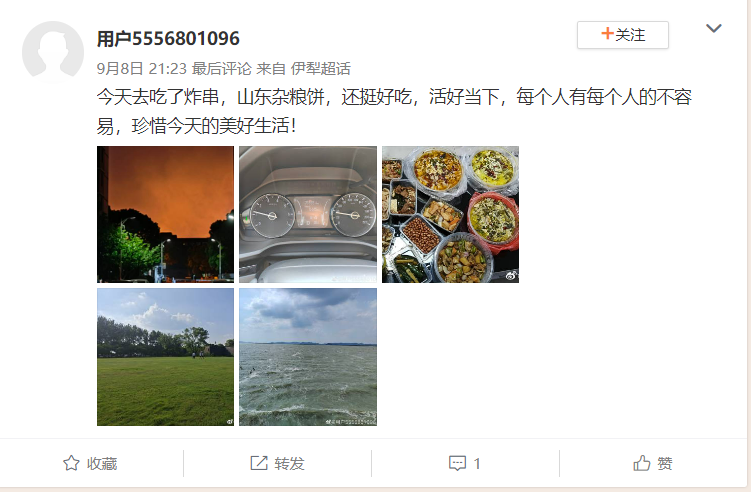 用户5556801096
+关注
9月8日 21:23 最后评论 来自 伊犁超话
今天去吃了炸串，山东杂粮饼，还挺好吃，活好当下，每个人有每个人的不容
易，珍惜今天的美好生活！
收藏
转发
1
赞